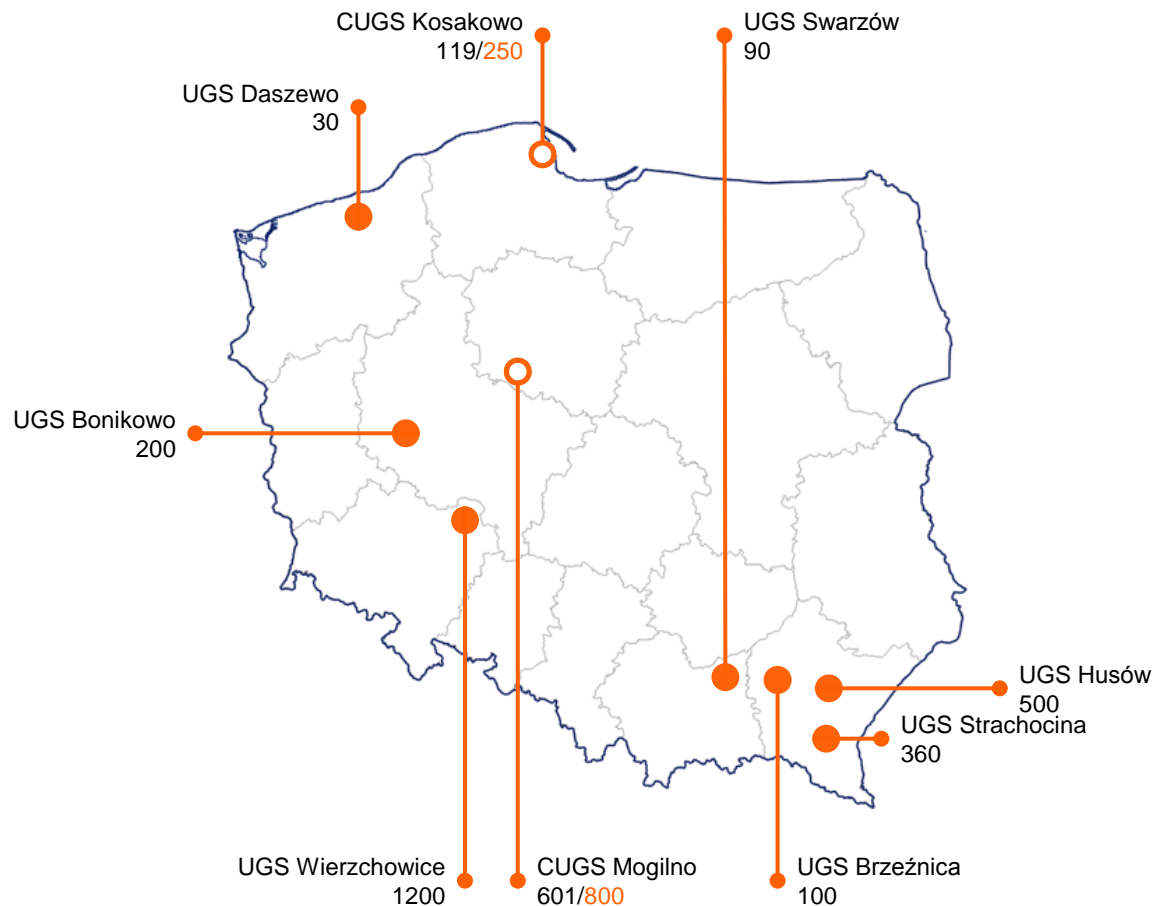 CUGS Kosakowo
119/250
UGS Swarzów
90
UGS Daszewo
30
UGS Bonikowo
200
UGS Husów
500
UGS Strachocina
360
UGS Wierzchowice
1200
CUGS Mogilno
601/800
UGS Brzeźnica
100